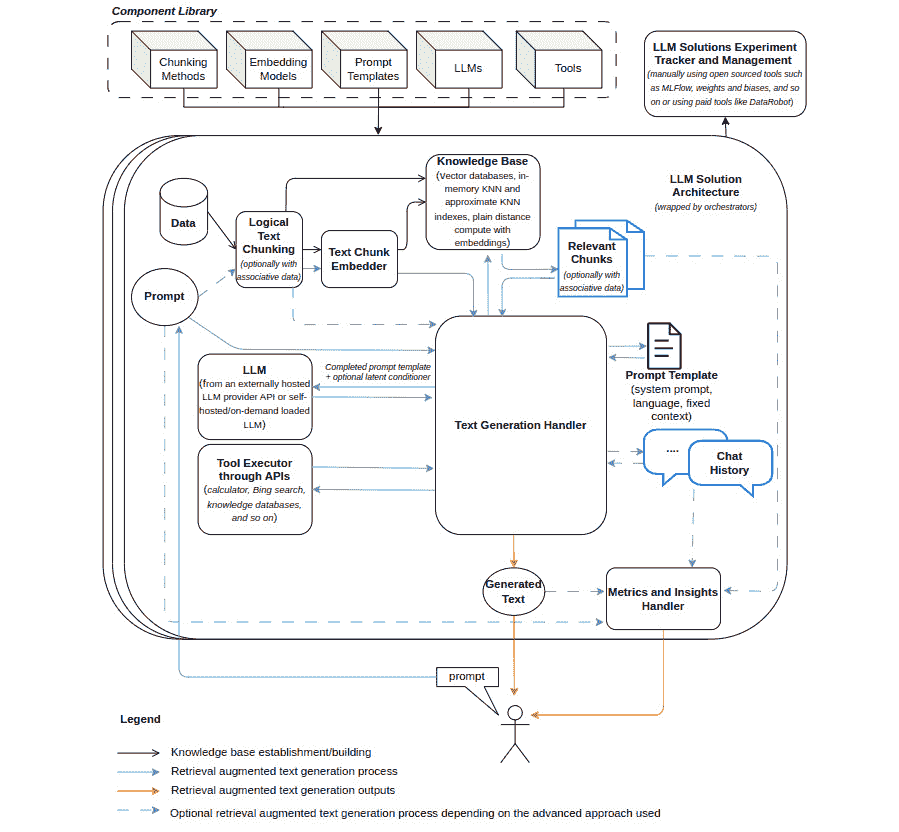 Component Library
Chunking
Methods
Embedding
Models
Prompt
Templates
LLMs
Tools
LLM Solutions Experiment
Tracker and Management
(manually using open sourced tools such
as MLFlow, weights and biases, and so
on or using paid tools like DataRobot)
LLM Solution
Architecture
(wrapped by orchestrators)
Data
Logical
Text
Chunking
(optionally with
associative data)
Text Chunk
Embedder
Knowledge Base
(vector databases, in-
memory KNN and
approximate KNN
indexes, plain distance
compute with
embeddings)
Relevant
Chunks
(optionally with
associative data)
Prompt
LLM
(from an externally hosted
LLM provider API or self-
hosted/on-demand loaded
LLM)
Completed prompt template
+ optional latent conditioner
Text Generation Handler
Prompt Template
(system prompt,
language, fixed
context)
....
Chat
History
Tool Executor
through APIs
(calculator, Bing search,
knowledge databases,
and so on)
Generated
Text
Metrics and Insights
Handler
prompt
Legend
Knowledge base establishment/building
Retrieval augmented text generation process
Retrieval augmented text generation outputs
Optional retrieval augmented text generation process depending on the advanced approach used